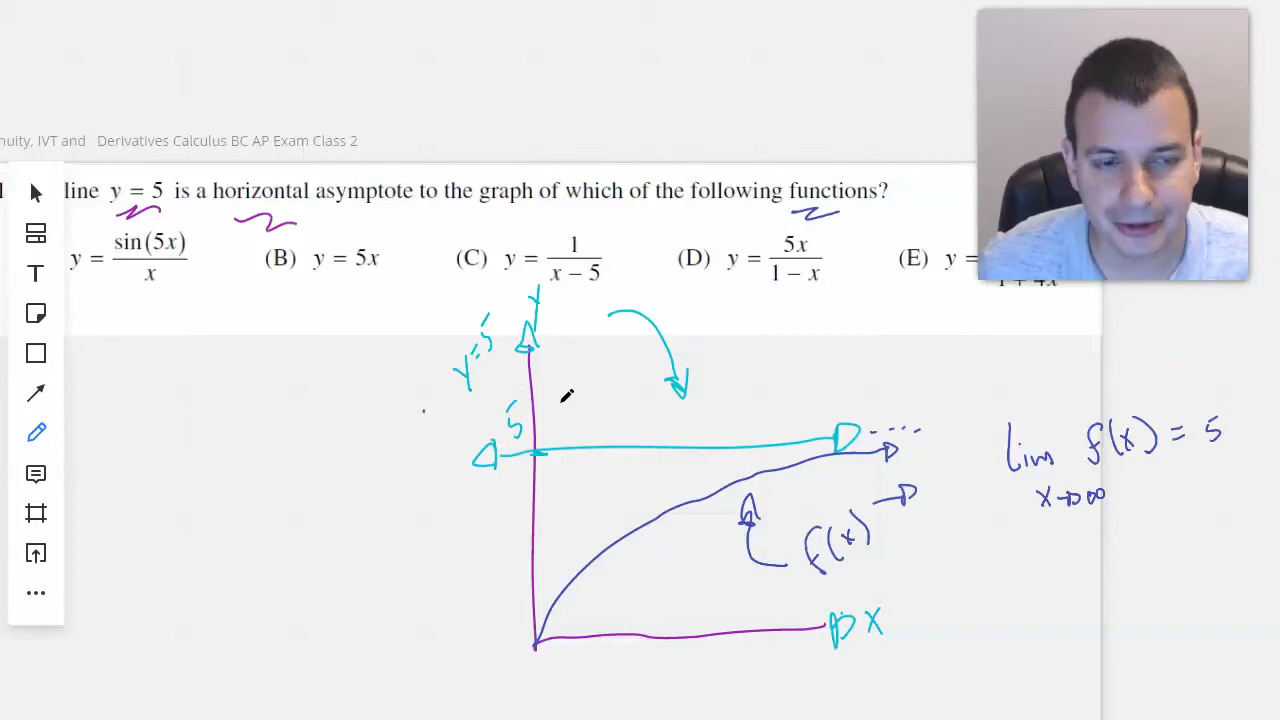 nuity, IVT and Derivatives Calculus BC AP Exam Class 2
line y = 5 is a horizontal asymptote to the graph of which of the following functions?
y = sin(5x)/x (B) y = 5x (C) y = 1/(x − 5) (D) y = 5x/(1 − x) (E) y =
T
y
y=5
5
lim f(x) = 5
x→∞
f(x)
x